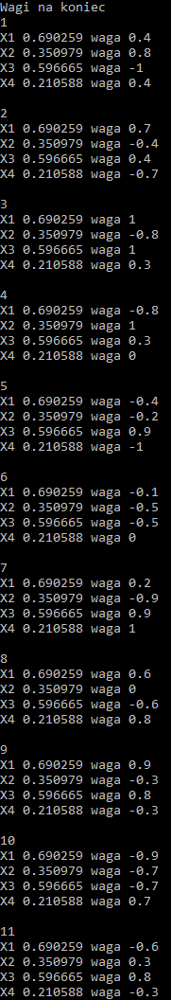 Wagi na koniec
1
X1 0.690259 waga 0.4
X2 0.350979 waga 0.8
X3 0.596665 waga -1
X4 0.210588 waga 0.4
2
X1 0.690259 waga 0.7
X2 0.350979 waga -0.4
X3 0.596665 waga 0.4
X4 0.210588 waga -0.7
3
X1 0.690259 waga 1
X2 0.350979 waga -0.8
X3 0.596665 waga 1
X4 0.210588 waga 0.3
4
X1 0.690259 waga -0.8
X2 0.350979 waga 1
X3 0.596665 waga 0.3
X4 0.210588 waga 0
5
X1 0.690259 waga -0.4
X2 0.350979 waga -0.2
X3 0.596665 waga 0.9
X4 0.210588 waga -1
6
X1 0.690259 waga -0.1
X2 0.350979 waga -0.5
X3 0.596665 waga -0.5
X4 0.210588 waga 0
7
X1 0.690259 waga 0.2
X2 0.350979 waga -0.9
X3 0.596665 waga 0.9
X4 0.210588 waga 1
8
X1 0.690259 waga 0.6
X2 0.350979 waga 0
X3 0.596665 waga -0.6
X4 0.210588 waga 0.8
9
X1 0.690259 waga 0.9
X2 0.350979 waga -0.3
X3 0.596665 waga 0.8
X4 0.210588 waga -0.3
10
X1 0.690259 waga -0.9
X2 0.350979 waga -0.7
X3 0.596665 waga -0.7
X4 0.210588 waga 0.7
11
X1 0.690259 waga -0.6
X2 0.350979 waga 0.3
X3 0.596665 waga 0.8
X4 0.210588 waga -0.3